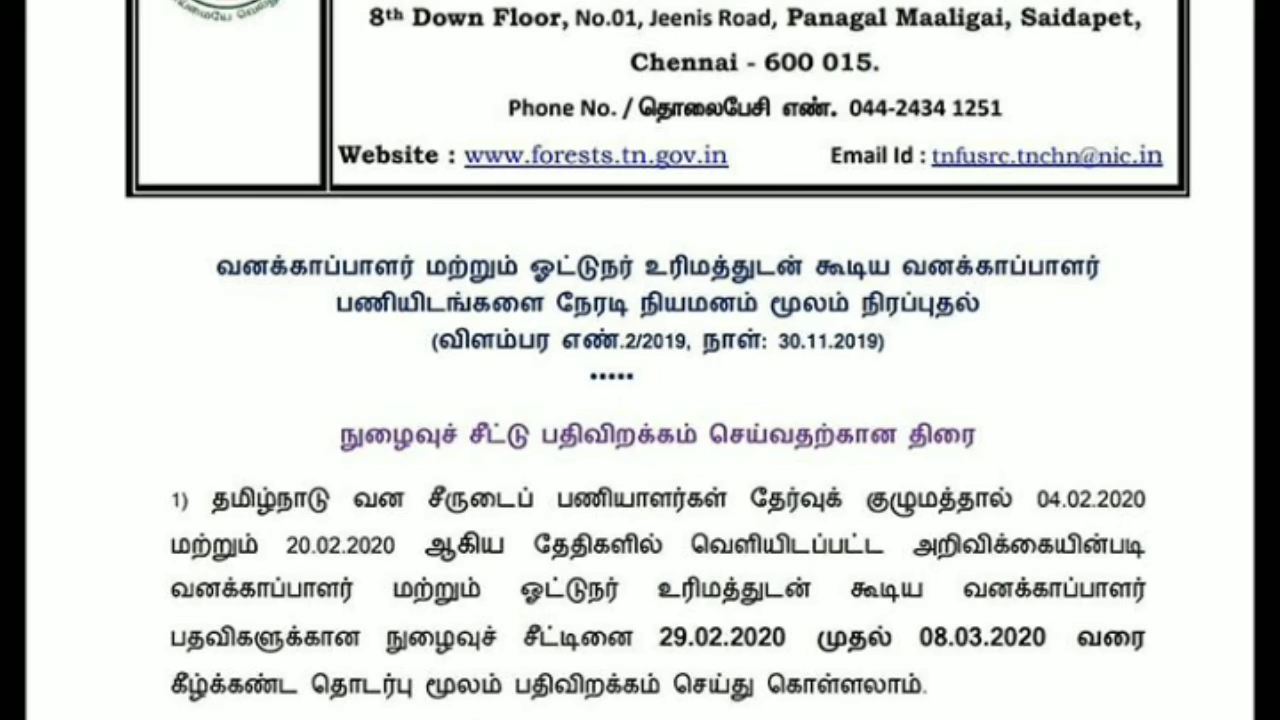 8th Down Floor, No.01, Jeenis Road, Panagal Maaligai, Saidapet,
Chennai - 600 015.
Phone No. / தொலைபேசி எண். 044-2434 1251
Website : www.forests.tn.gov.in Email Id : tnfusrc.tnchn@nic.in
வனக்காப்பாளர் மற்றும் ஓட்டுநர் உரிமத்துடன் கூடிய வனக்காப்பாளர்
பணியிடங்களை நேரடி நியமனம் மூலம் நிரப்புதல்
(விளம்பர எண்.2/2019, நாள்: 30.11.2019)
•••••
நுழைவுச் சீட்டு பதிவிறக்கம் செய்வதற்கான திரை
1) தமிழ்நாடு வன சீருடைப் பணியாளர்கள் தேர்வுக் குழுமத்தால் 04.02.2020
மற்றும் 20.02.2020 ஆகிய தேதிகளில் வெளியிடப்பட்ட அறிவிக்கையின்படி
வனக்காப்பாளர் மற்றும் ஓட்டுநர் உரிமத்துடன் கூடிய வனக்காப்பாளர்
பதவிகளுக்கான நுழைவுச் சீட்டினை 29.02.2020 முதல் 08.03.2020 வரை
கீழ்க்கண்ட தொடர்பு மூலம் பதிவிறக்கம் செய்து கொள்ளலாம்.